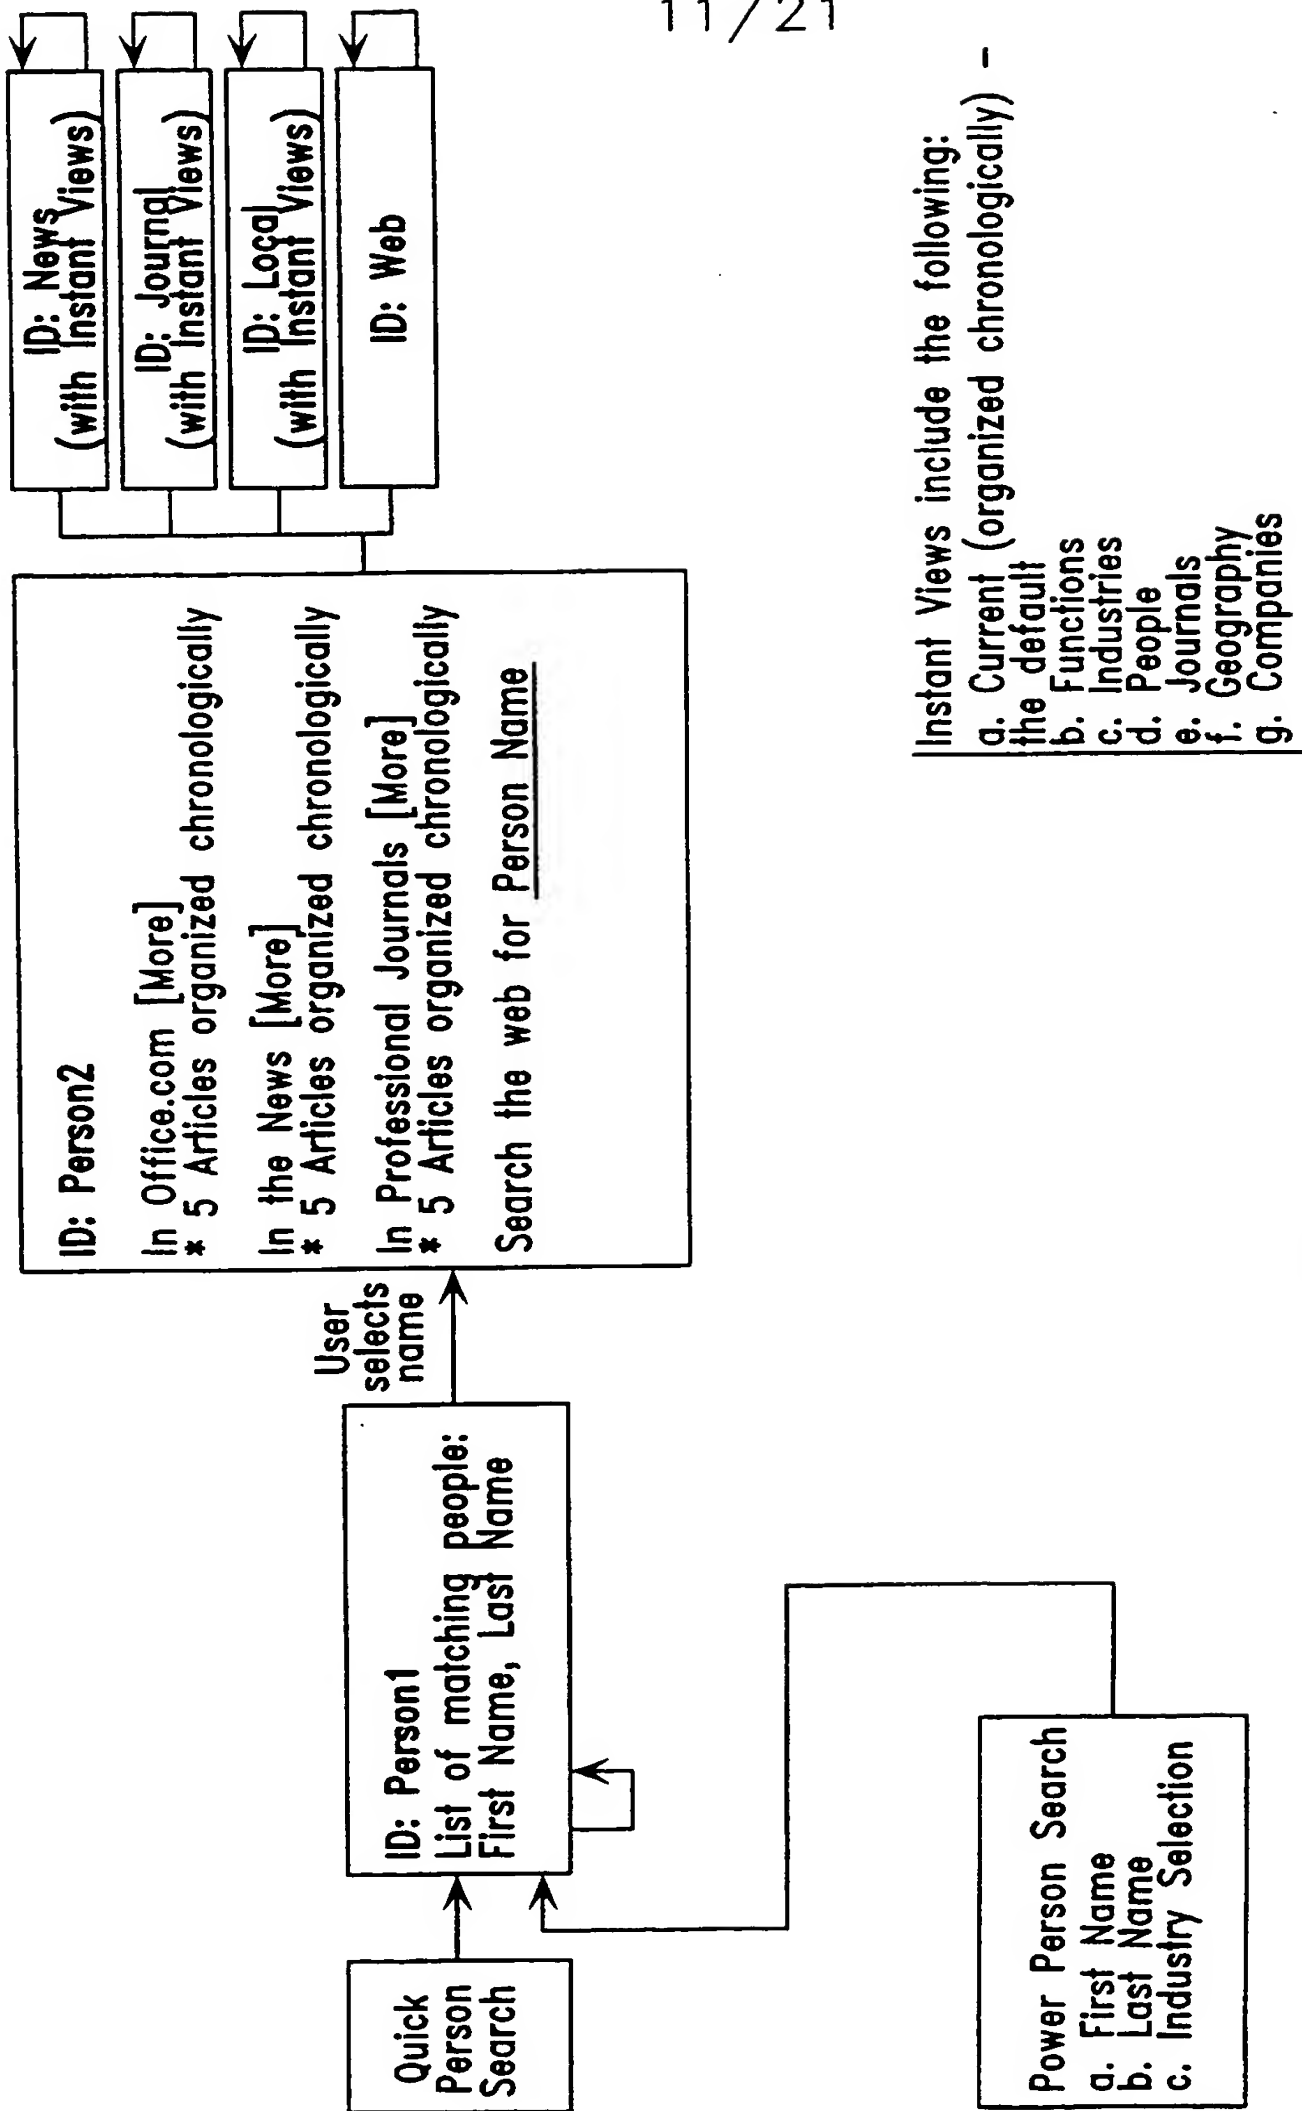 11/21
Quick
Person
Search
ID: Person1
List of matching people:
First Name, Last Name
User
selects
name
ID: Person2
In Office.com [More]
* 5 Articles organized chronologically
In the News [More]
* 5 Articles organized chronologically
In Professional Journals [More]
* 5 Articles organized chronologically
Search the web for Person Name
ID: News
(with Instant Views)
ID: Journal
(with Instant Views)
ID: Local
(with Instant Views)
ID: Web
Power Person Search
a. First Name
b. Last Name
c. Industry Selection
Instant Views include the following:
a. Current (organized chronologically) –
the default
b. Functions
c. Industries
d. People
e. Journals
f. Geography
g. Companies